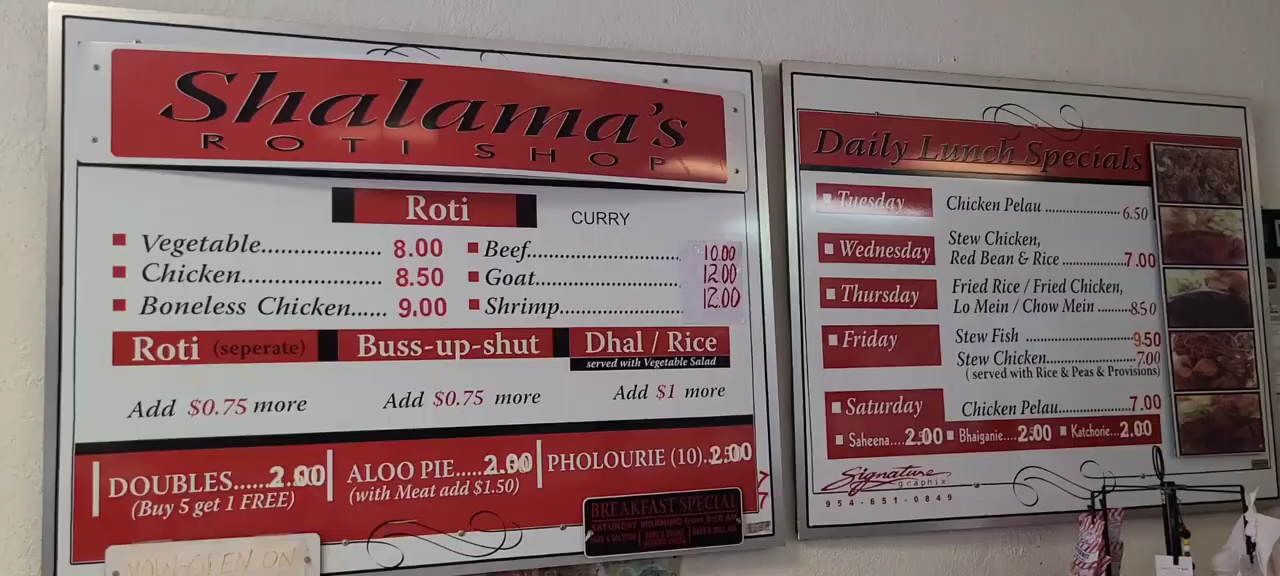 Shalama's
ROTI SHOP
Roti
CURRY
Vegetable........................ 8.00
Chicken........................... 8.50
Boneless Chicken...... 9.00
Beef............................. 10.00
Goat............................ 12.00
Shrimp....................... 12.00
Roti (seperate)
Add $0.75 more
Buss-up-shut
Add $0.75 more
Dhal / Rice
served with Vegetable Salad
Add $1 more
DOUBLES......2.00
(Buy 5 get 1 FREE)
ALOO PIE.....2.00
(with Meat add $1.50)
PHOLOURIE (10)..2.00
BREAKFAST SPECIAL
SATURDAY MORNING from
NOW OPEN ON
Daily Lunch Specials
Tuesday
Chicken Pelau .................... 6.50
Wednesday
Stew Chicken,
Red Bean & Rice ...............7.00
Thursday
Fried Rice / Fried Chicken,
Lo Mein / Chow Mein ........8.50
Friday
Stew Fish ...........................9.50
Stew Chicken.....................7.00
(served with Rice & Peas & Provisions)
Saturday
Chicken Pelau..................7.00
Saheena....2.00 Bhaiganie....2.00 Katchorie...2.00
Signature
graphix
954-651-0849